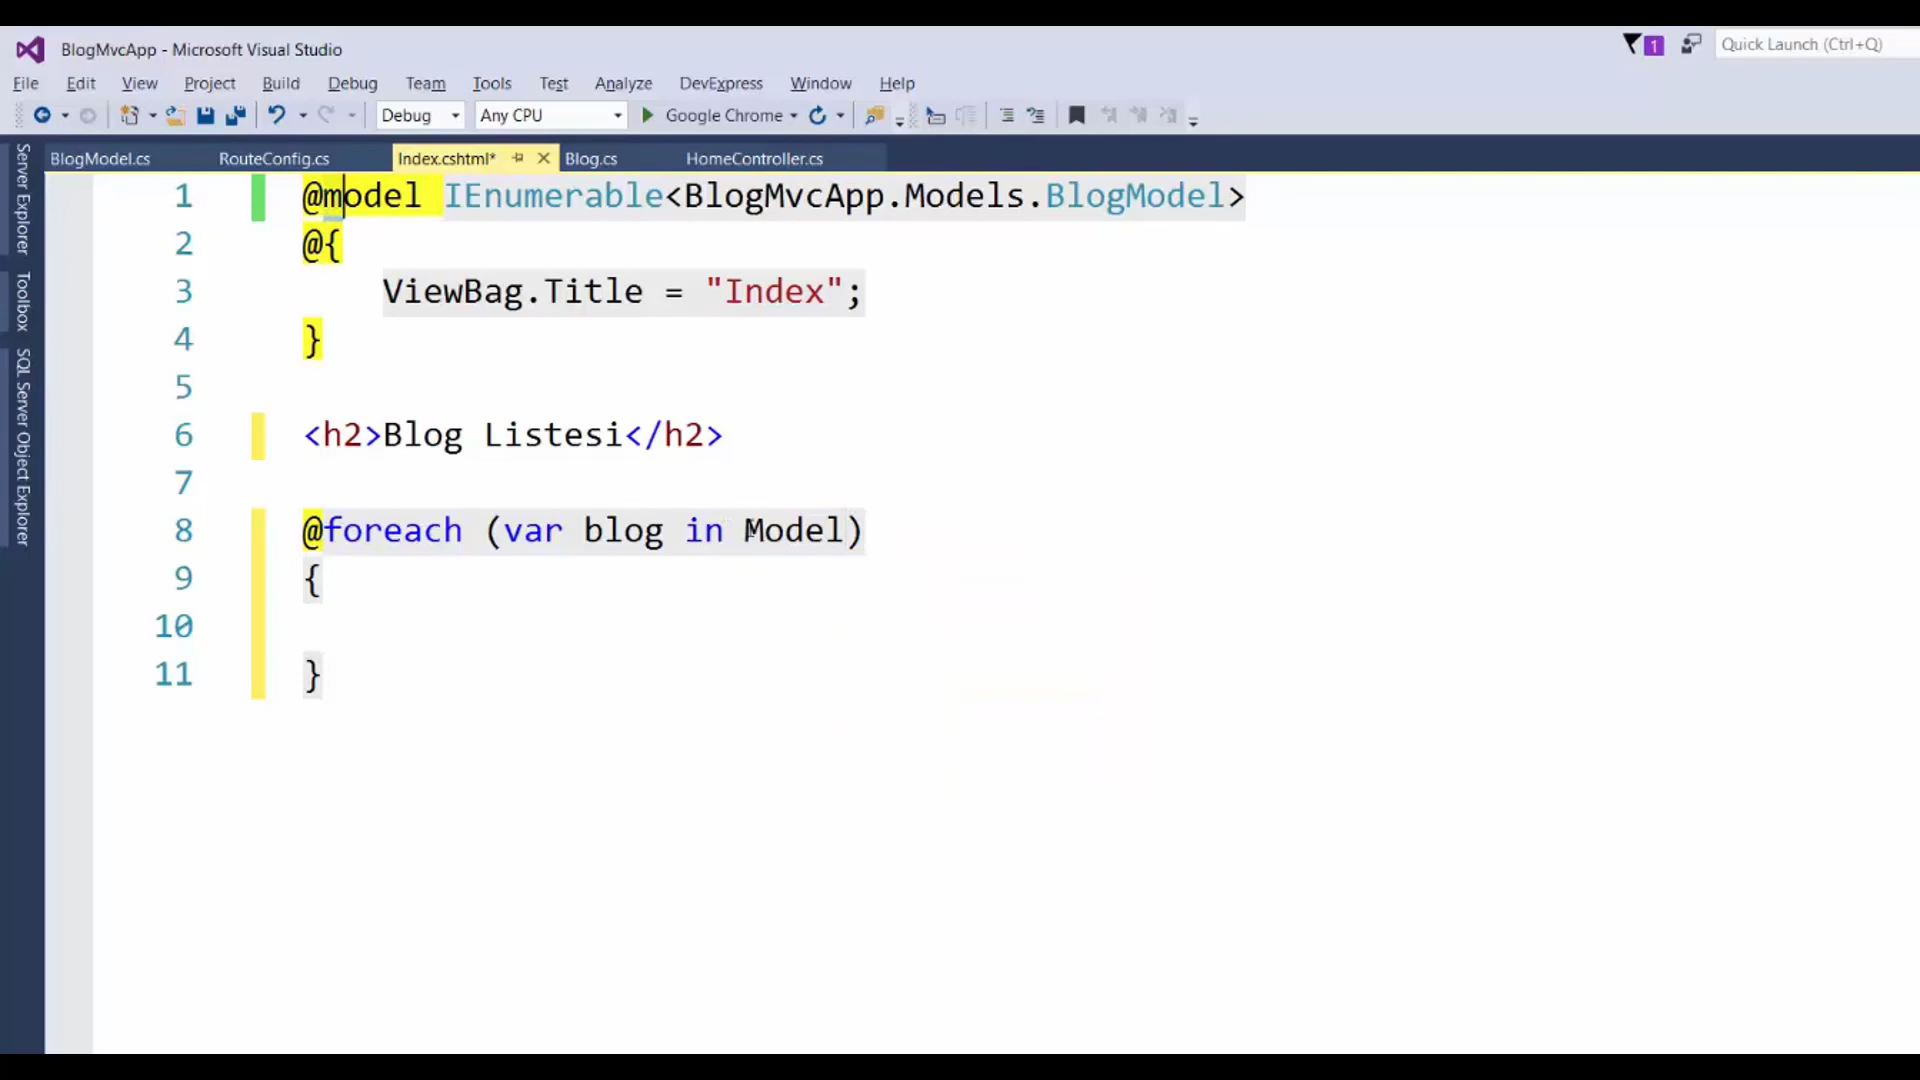 BlogMvcApp - Microsoft Visual Studio
1
Quick Launch (Ctrl+Q)
File Edit View Project Build Debug Team Tools Test Analyze DevExpress Window Help
Debug Any CPU Google Chrome
BlogModel.cs RouteConfig.cs Index.cshtml* Blog.cs HomeController.cs
Server Explorer
Toolbox
SQL Server Object Explorer
1 @model IEnumerable<BlogMvcApp.Models.BlogModel>
2 @{
3 ViewBag.Title = "Index";
4 }
5
6 <h2>Blog Listesi</h2>
7
8 @foreach (var blog in Model)
9 {
10
11 }